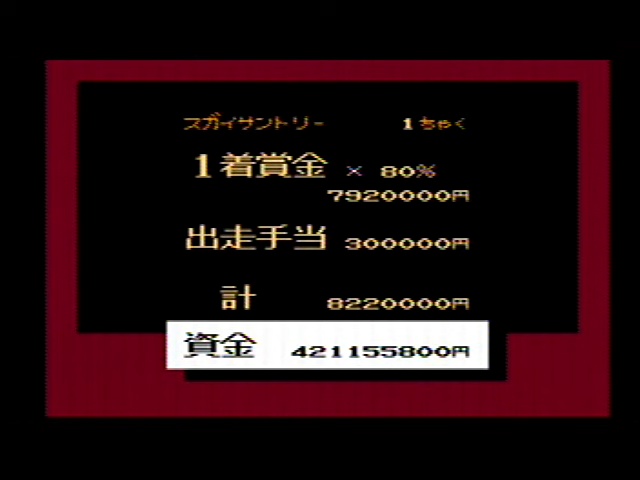 スガイサントリー 1ちゃく
1着賞金 × 80%
7920000円
出走手当 300000円
計 8220000円
資金 421155800円